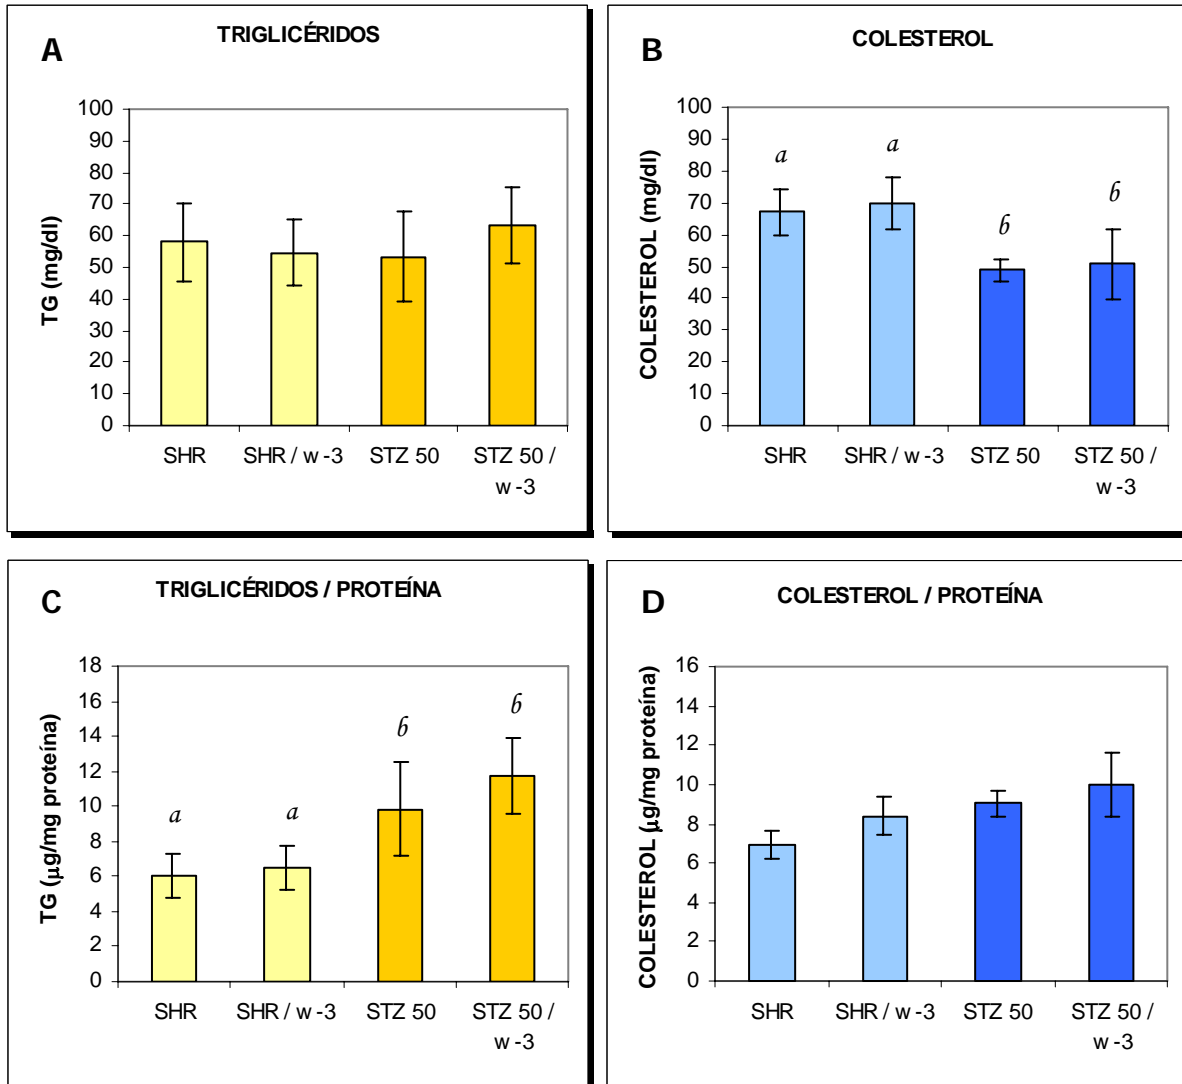 A
TRIGLICÉRIDOS
TG (mg/dl)
100
90
80
70
60
50
40
30
20
10
0
SHR
SHR / w -3
STZ 50
STZ 50 /
w -3
B
COLESTEROL
COLESTEROL (mg/dl)
100
90
80
70
60
50
40
30
20
10
0
a
a
b
b
SHR
SHR / w -3
STZ 50
STZ 50 /
w -3
C
TRIGLICÉRIDOS / PROTEÍNA
TG (µg/mg proteína)
18
16
14
12
10
8
6
4
2
0
a
a
b
b
SHR
SHR / w -3
STZ 50
STZ 50 /
w -3
D
COLESTEROL / PROTEÍNA
COLESTEROL (µg/mg proteína)
16
14
12
10
8
6
4
2
0
SHR
SHR / w -3
STZ 50
STZ 50 /
w -3